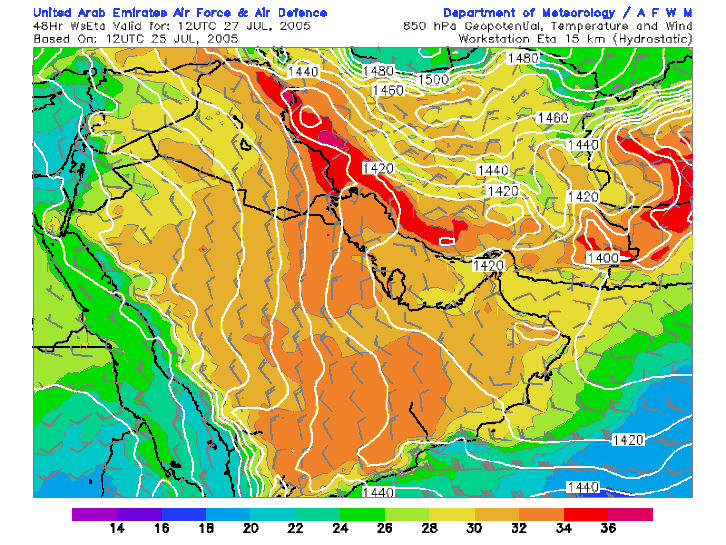 United Arab Emirates Air Force & Air Defence
Department of Meteorology / A F W M
48Hr WsEta Valid for: 12UTC 27 JUL, 2005
850 hPa Geopotential, Temperature and Wind
Based On: 12UTC 25 JUL, 2005
Workstation Eta 15 km (Hydrostatic)
1480
1440
1480
1500
1460
1460
1440
1420
1440
1420
1420
1400
1420
1420
1440
1440
14 16 18 20 22 24 26 28 30 32 34 36